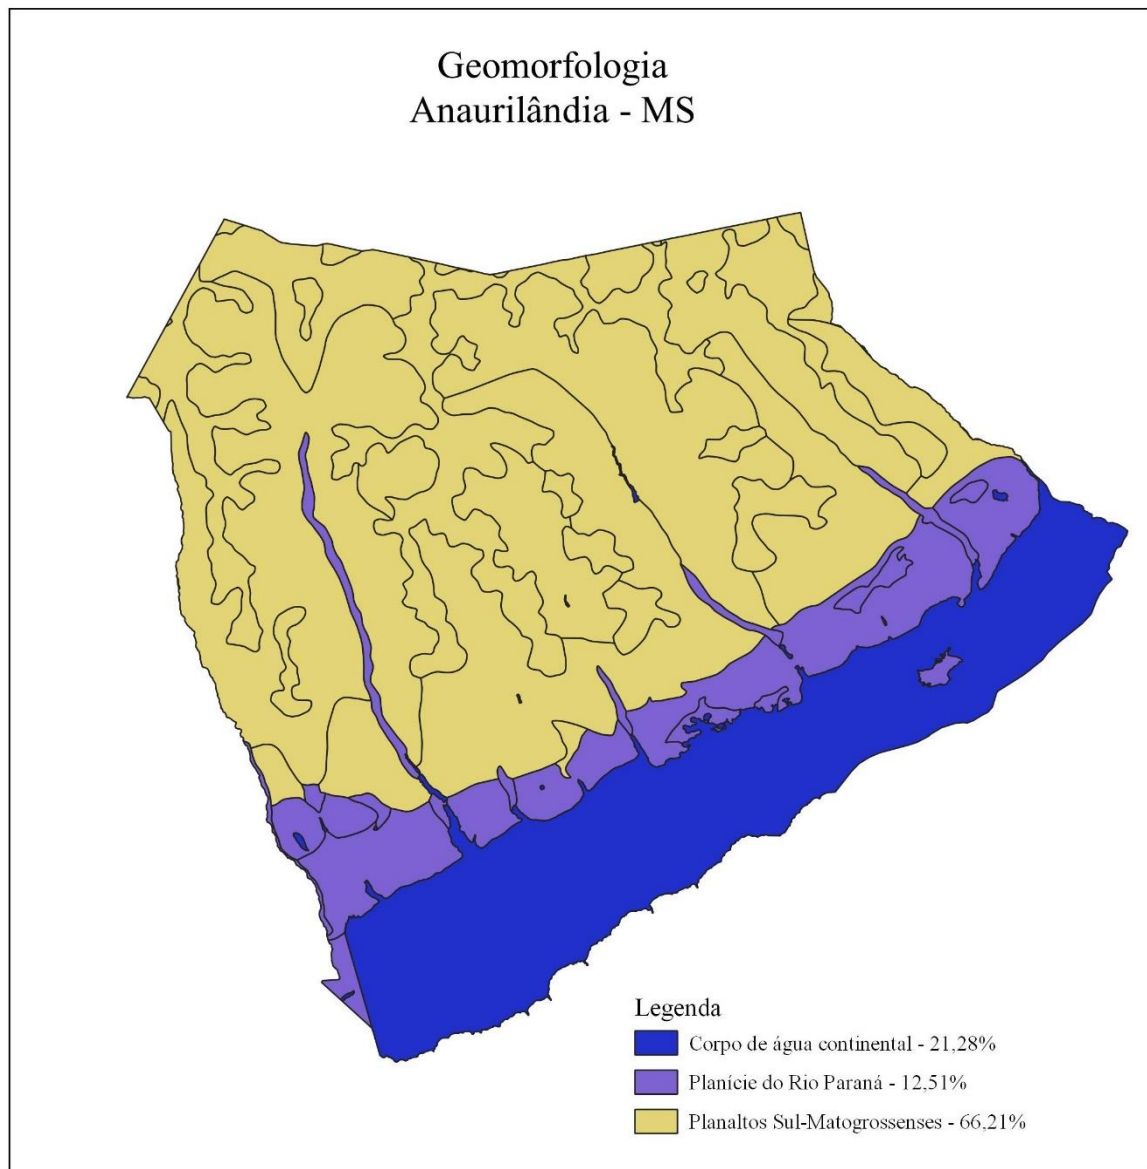 Geomorfologia
Anaurilândia - MS
Legenda
Corpo de água continental - 21,28%
Planície do Rio Paraná - 12,51%
Planaltos Sul-Matogrossenses - 66,21%